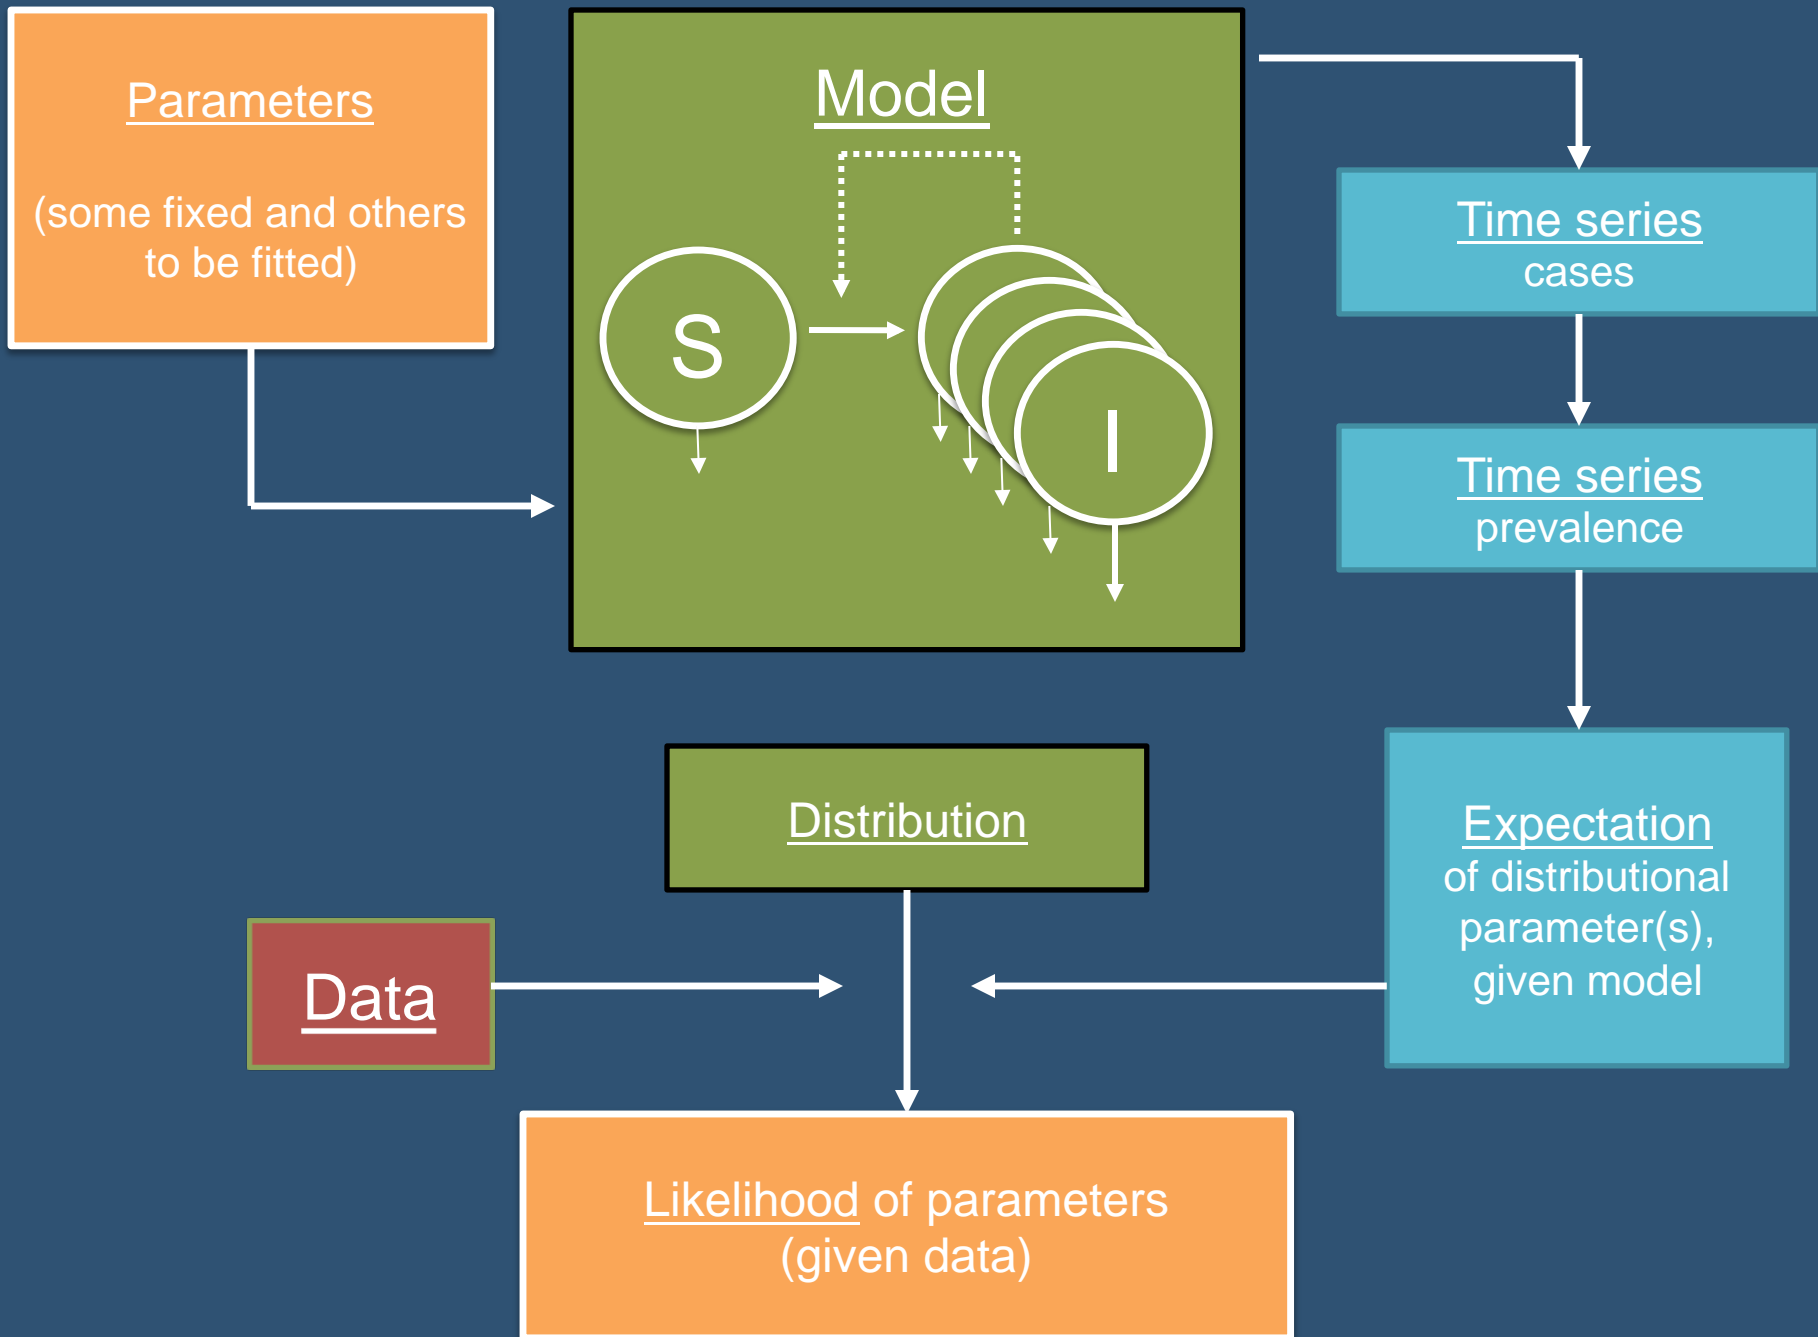 Parameters
(some fixed and others
to be fitted)
Model
S
I
Time series
cases
Time series
prevalence
Distribution
Expectation
of distributional
parameter(s),
given model
Data
Likelihood of parameters
(given data)